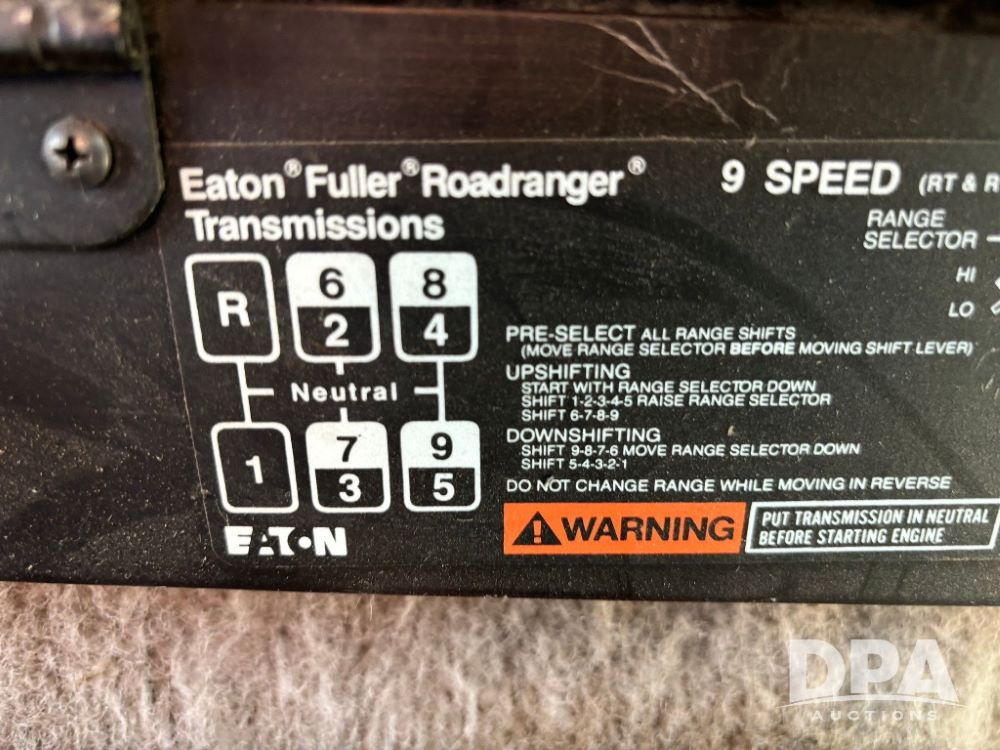 Eaton® Fuller® Roadranger®
Transmissions
9 SPEED (RT &
RANGE
SELECTOR
HI
LO
R
6
2
8
4
Neutral
1
7
3
9
5
PRE-SELECT ALL RANGE SHIFTS
(MOVE RANGE SELECTOR BEFORE MOVING SHIFT LEVER)
UPSHIFTING
START WITH RANGE SELECTOR DOWN
SHIFT 1-2-3-4-5 RAISE RANGE SELECTOR
SHIFT 6-7-8-9
DOWNSHIFTING
SHIFT 9-8-7-6 MOVE RANGE SELECTOR DOWN
SHIFT 5-4-3-2-1
DO NOT CHANGE RANGE WHILE MOVING IN REVERSE
WARNING
PUT TRANSMISSION IN NEUTRAL
BEFORE STARTING ENGINE
EATON
DPA
AUCTIONS